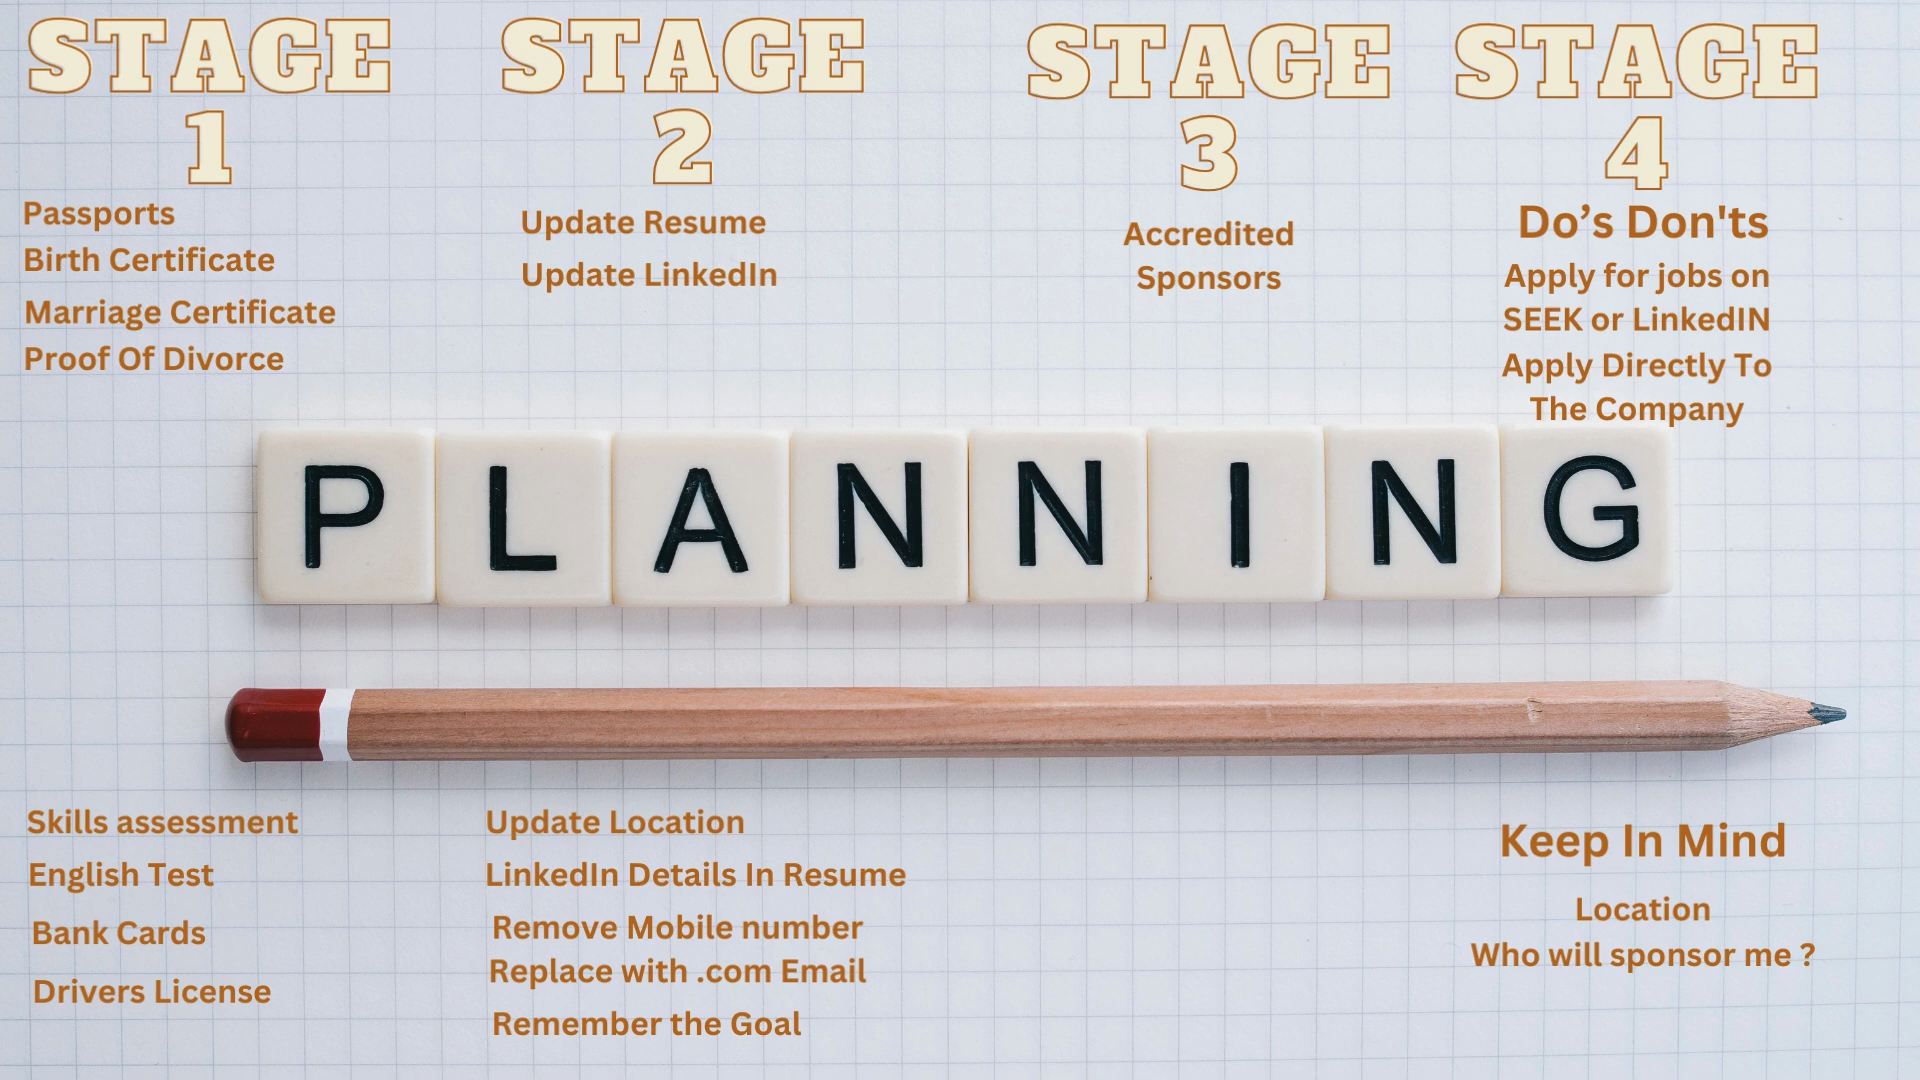 STAGE
1
Passports
Birth Certificate
Marriage Certificate
Proof Of Divorce
STAGE
2
Update Resume
Update LinkedIn
STAGE
3
Accredited
Sponsors
STAGE
4
Do’s Don'ts
Apply for jobs on
SEEK or LinkedIN
Apply Directly To
The Company
PLANNING
Skills assessment
English Test
Bank Cards
Drivers License
Update Location
LinkedIn Details In Resume
Remove Mobile number
Replace with .com Email
Remember the Goal
Keep In Mind
Location
Who will sponsor me ?